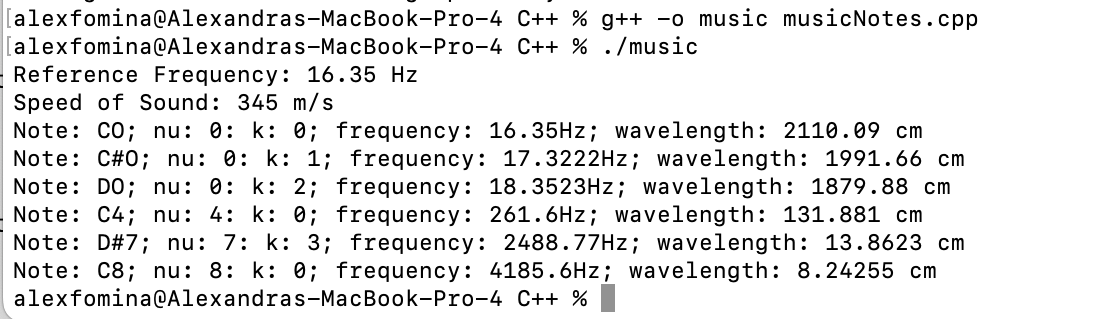 [alexfomina@Alexandras-MacBook-Pro-4 C++ % g++ -o music musicNotes.cpp
[alexfomina@Alexandras-MacBook-Pro-4 C++ % ./music
Reference Frequency: 16.35 Hz
Speed of Sound: 345 m/s
Note: CO; nu: 0: k: 0; frequency: 16.35Hz; wavelength: 2110.09 cm
Note: C#O; nu: 0: k: 1; frequency: 17.3222Hz; wavelength: 1991.66 cm
Note: DO; nu: 0: k: 2; frequency: 18.3523Hz; wavelength: 1879.88 cm
Note: C4; nu: 4: k: 0; frequency: 261.6Hz; wavelength: 131.881 cm
Note: D#7; nu: 7: k: 3; frequency: 2488.77Hz; wavelength: 13.8623 cm
Note: C8; nu: 8: k: 0; frequency: 4185.6Hz; wavelength: 8.24255 cm
alexfomina@Alexandras-MacBook-Pro-4 C++ %